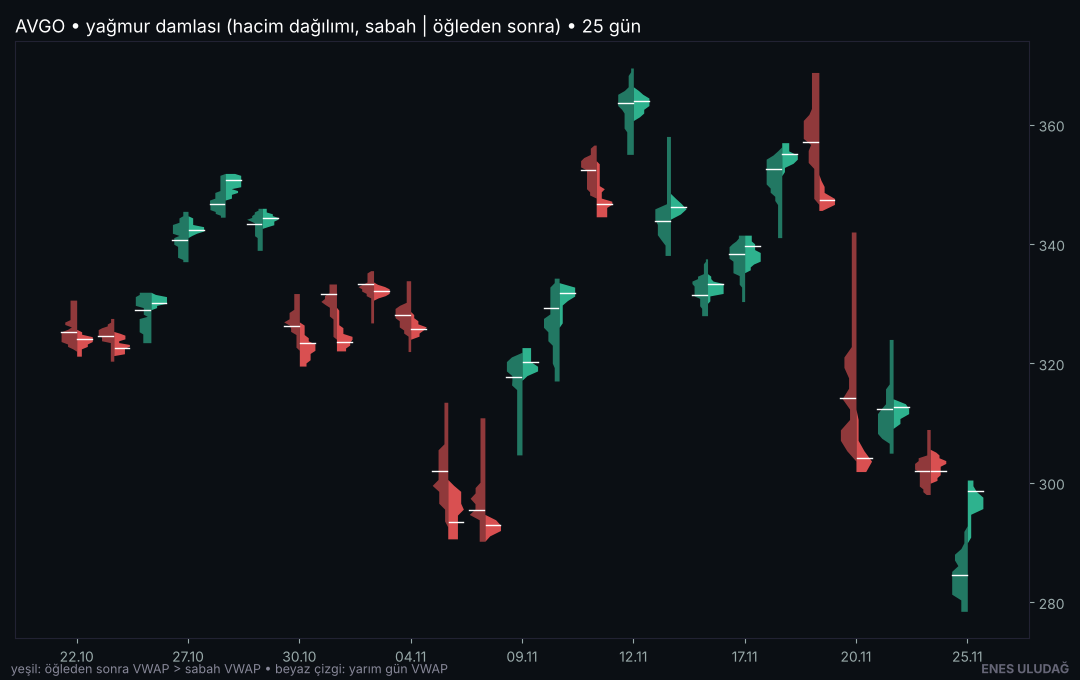 AVGO • yağmur damlası (hacim dağılımı, sabah | öğleden sonra) • 25 gün
360
340
320
300
280
22.10 27.10 30.10 04.11 09.11 12.11 17.11 20.11 25.11
yeşil: öğleden sonra VWAP > sabah VWAP • beyaz çizgi: yarım gün VWAP
ENES ULUDAĞ